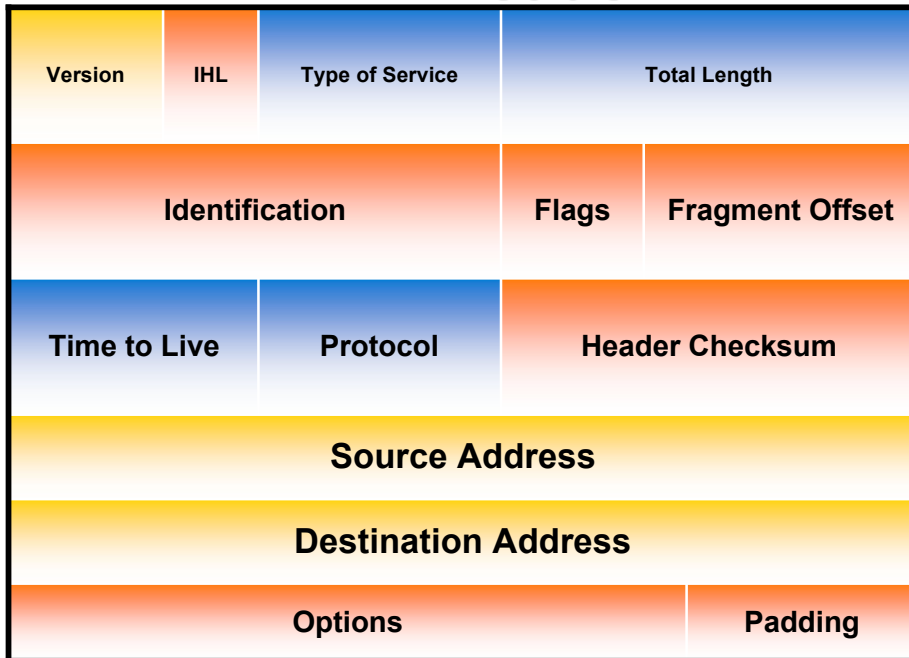 Version IHL Type of Service Total Length
Identification Flags Fragment Offset
Time to Live Protocol Header Checksum
Source Address
Destination Address
Options Padding